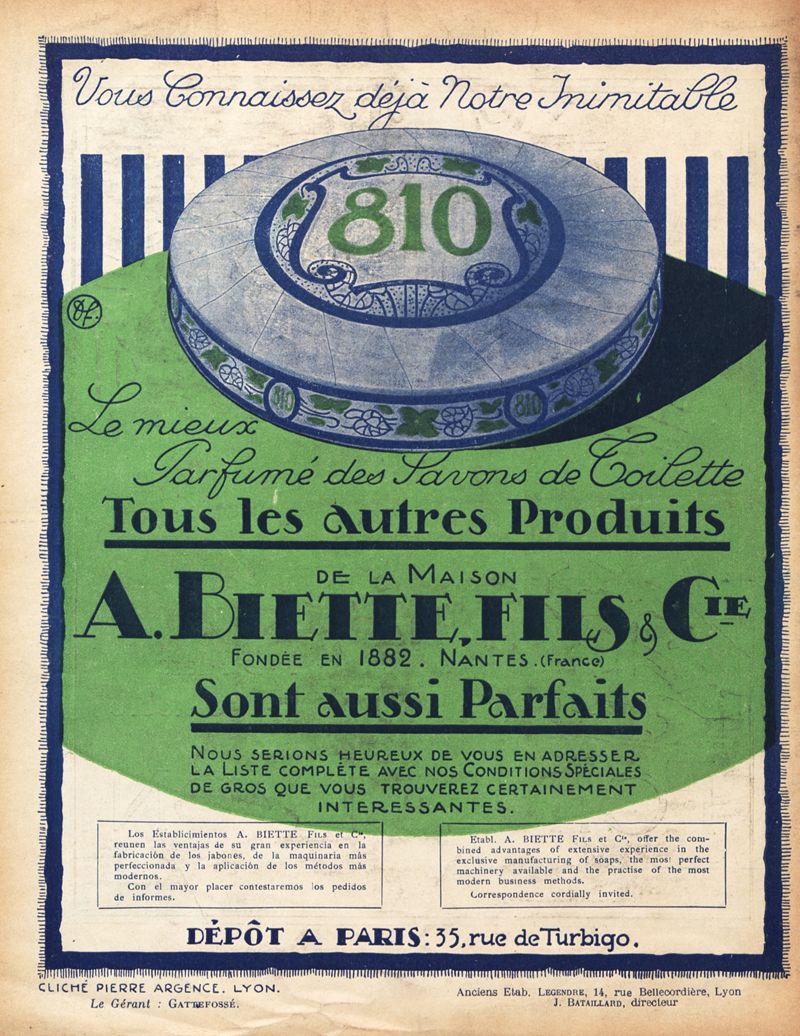 Vous Connaissez déjà Notre Inimitable
810
810
810
Le mieux
Parfumé des Savons de Toilette
Tous les autres Produits
DE LA MAISON
A. BIETTE, FILS & CIE
FONDÉE EN 1882. NANTES. (France)
Sont aussi Parfaits
NOUS SERIONS HEUREUX DE VOUS EN ADRESSER
LA LISTE COMPLÈTE AVEC NOS CONDITIONS SPÉCIALES
DE GROS QUE VOUS TROUVEREZ CERTAINEMENT
INTERESSANTES.
Los Establicimientos A. BIETTE FILS et Cie,
reunen las ventajas de su gran experiencia en la
fabricación de los jabones, de la maquinaria más
perfeccionada y la aplicación de los métodos más
modernos.
Con el mayor placer contestaremos los pedidos
de informes.
Etabl. A. BIETTE FILS et Cie, offer the com-
bined advantages of extensive experience in the
exclusive manufacturing of soaps, the most perfect
machinery available and the practise of the most
modern business methods.
Correspondence cordially invited.
DÉPÔT A PARIS: 35, rue de Turbigo.
CLICHÉ PIERRE ARGENCE. LYON.
Le Gérant : GATTEFOSSÉ.
Anciens Etab. LEGENDRE, 14, rue Bellecordière, Lyon
J. BATAILLARD, directeur